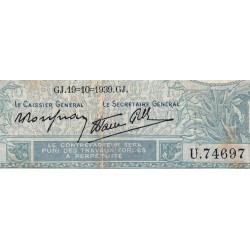 GJ.19=10=1939.GJ.
LE CAISSIER GÉNÉRAL LE SECRÉTAIRE GÉNÉRAL
LE CONTREFACTEUR SERA
PUNI DES TRAVAUX FORCÉS
À PERPÉTUITÉ
U.74697